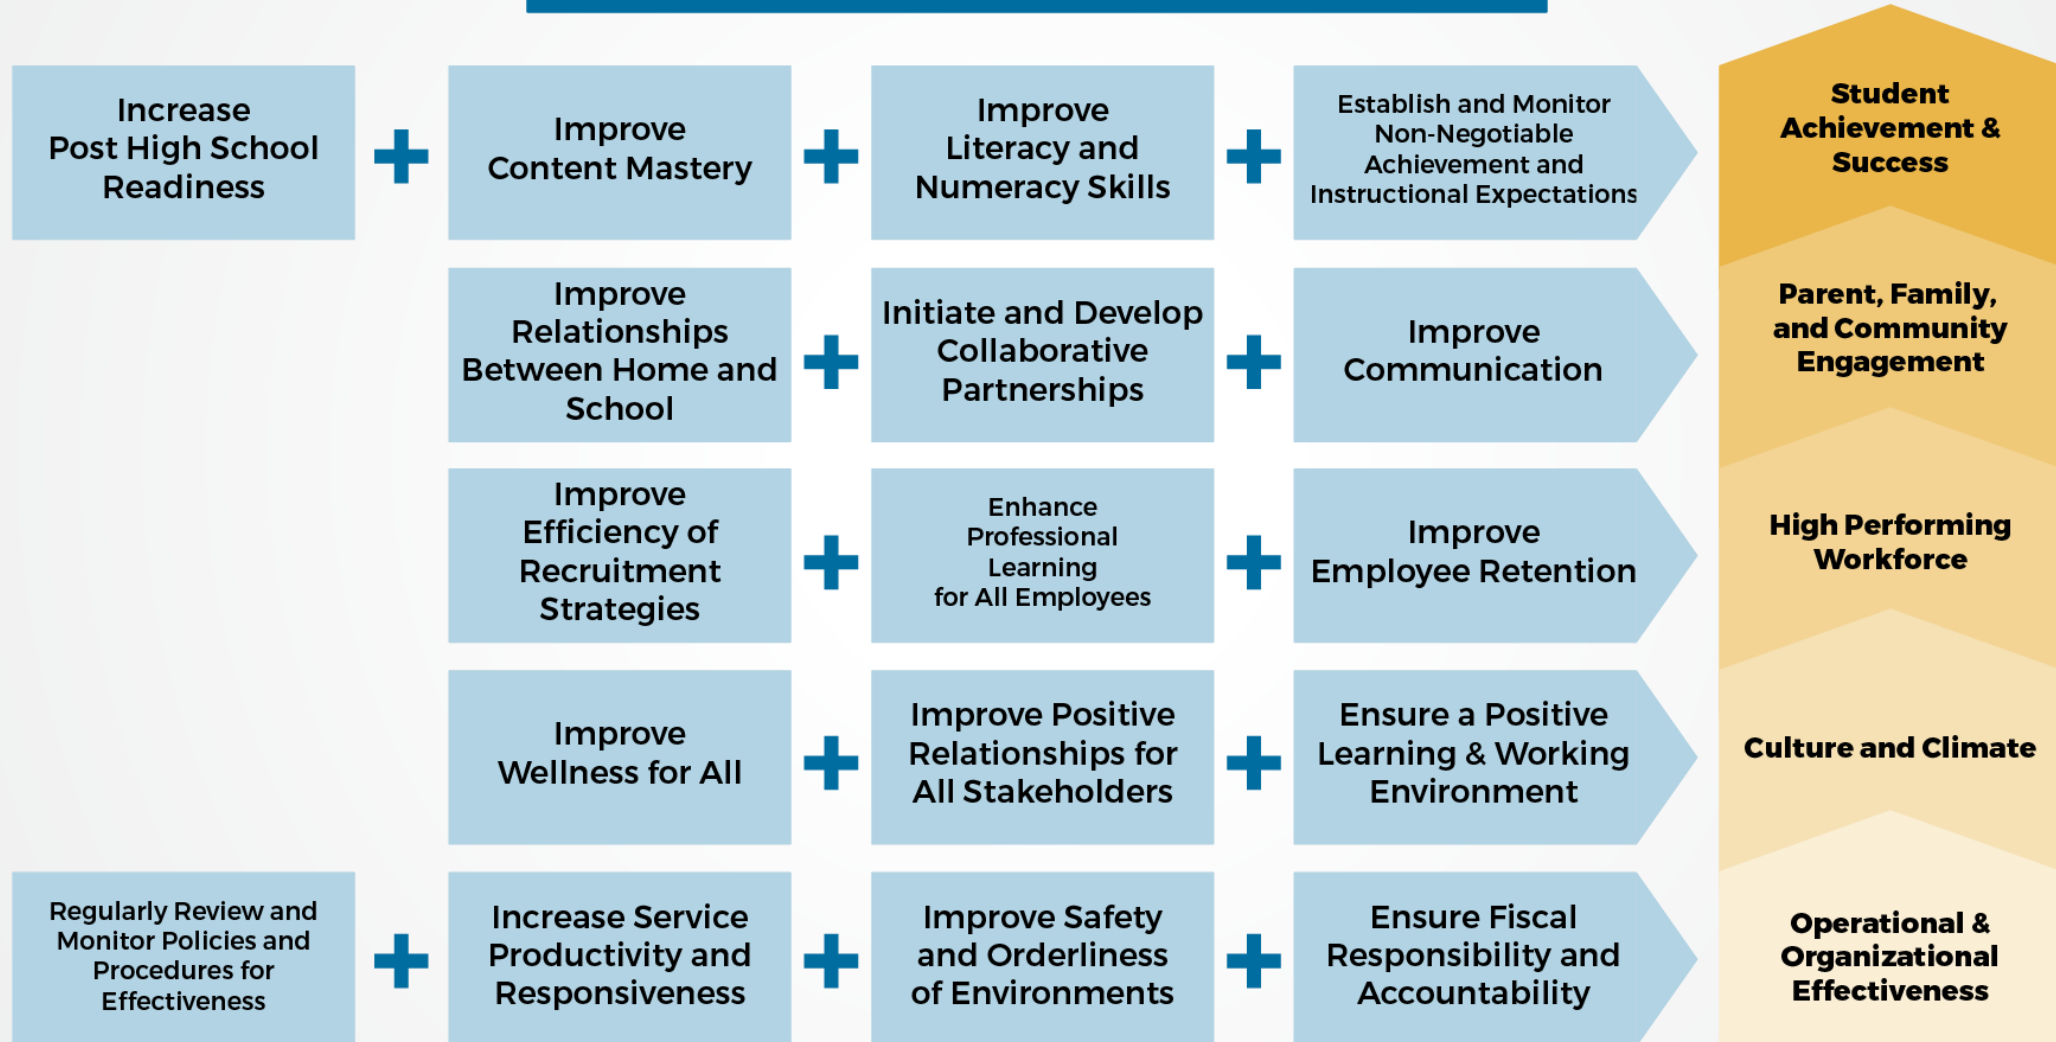 Increase
Post High School
Readiness
Improve
Content Mastery
Improve
Literacy and
Numeracy Skills
Establish and Monitor
Non-Negotiable
Achievement and
Instructional Expectations
Student
Achievement &
Success
Improve
Relationships
Between Home and
School
Initiate and Develop
Collaborative
Partnerships
Improve
Communication
Parent, Family,
and Community
Engagement
Improve
Efficiency of
Recruitment
Strategies
Enhance
Professional
Learning
for All Employees
Improve
Employee Retention
High Performing
Workforce
Improve
Wellness for All
Improve Positive
Relationships for
All Stakeholders
Ensure a Positive
Learning & Working
Environment
Culture and Climate
Regularly Review and
Monitor Policies and
Procedures for
Effectiveness
Increase Service
Productivity and
Responsiveness
Improve Safety
and Orderliness
of Environments
Ensure Fiscal
Responsibility and
Accountability
Operational &
Organizational
Effectiveness